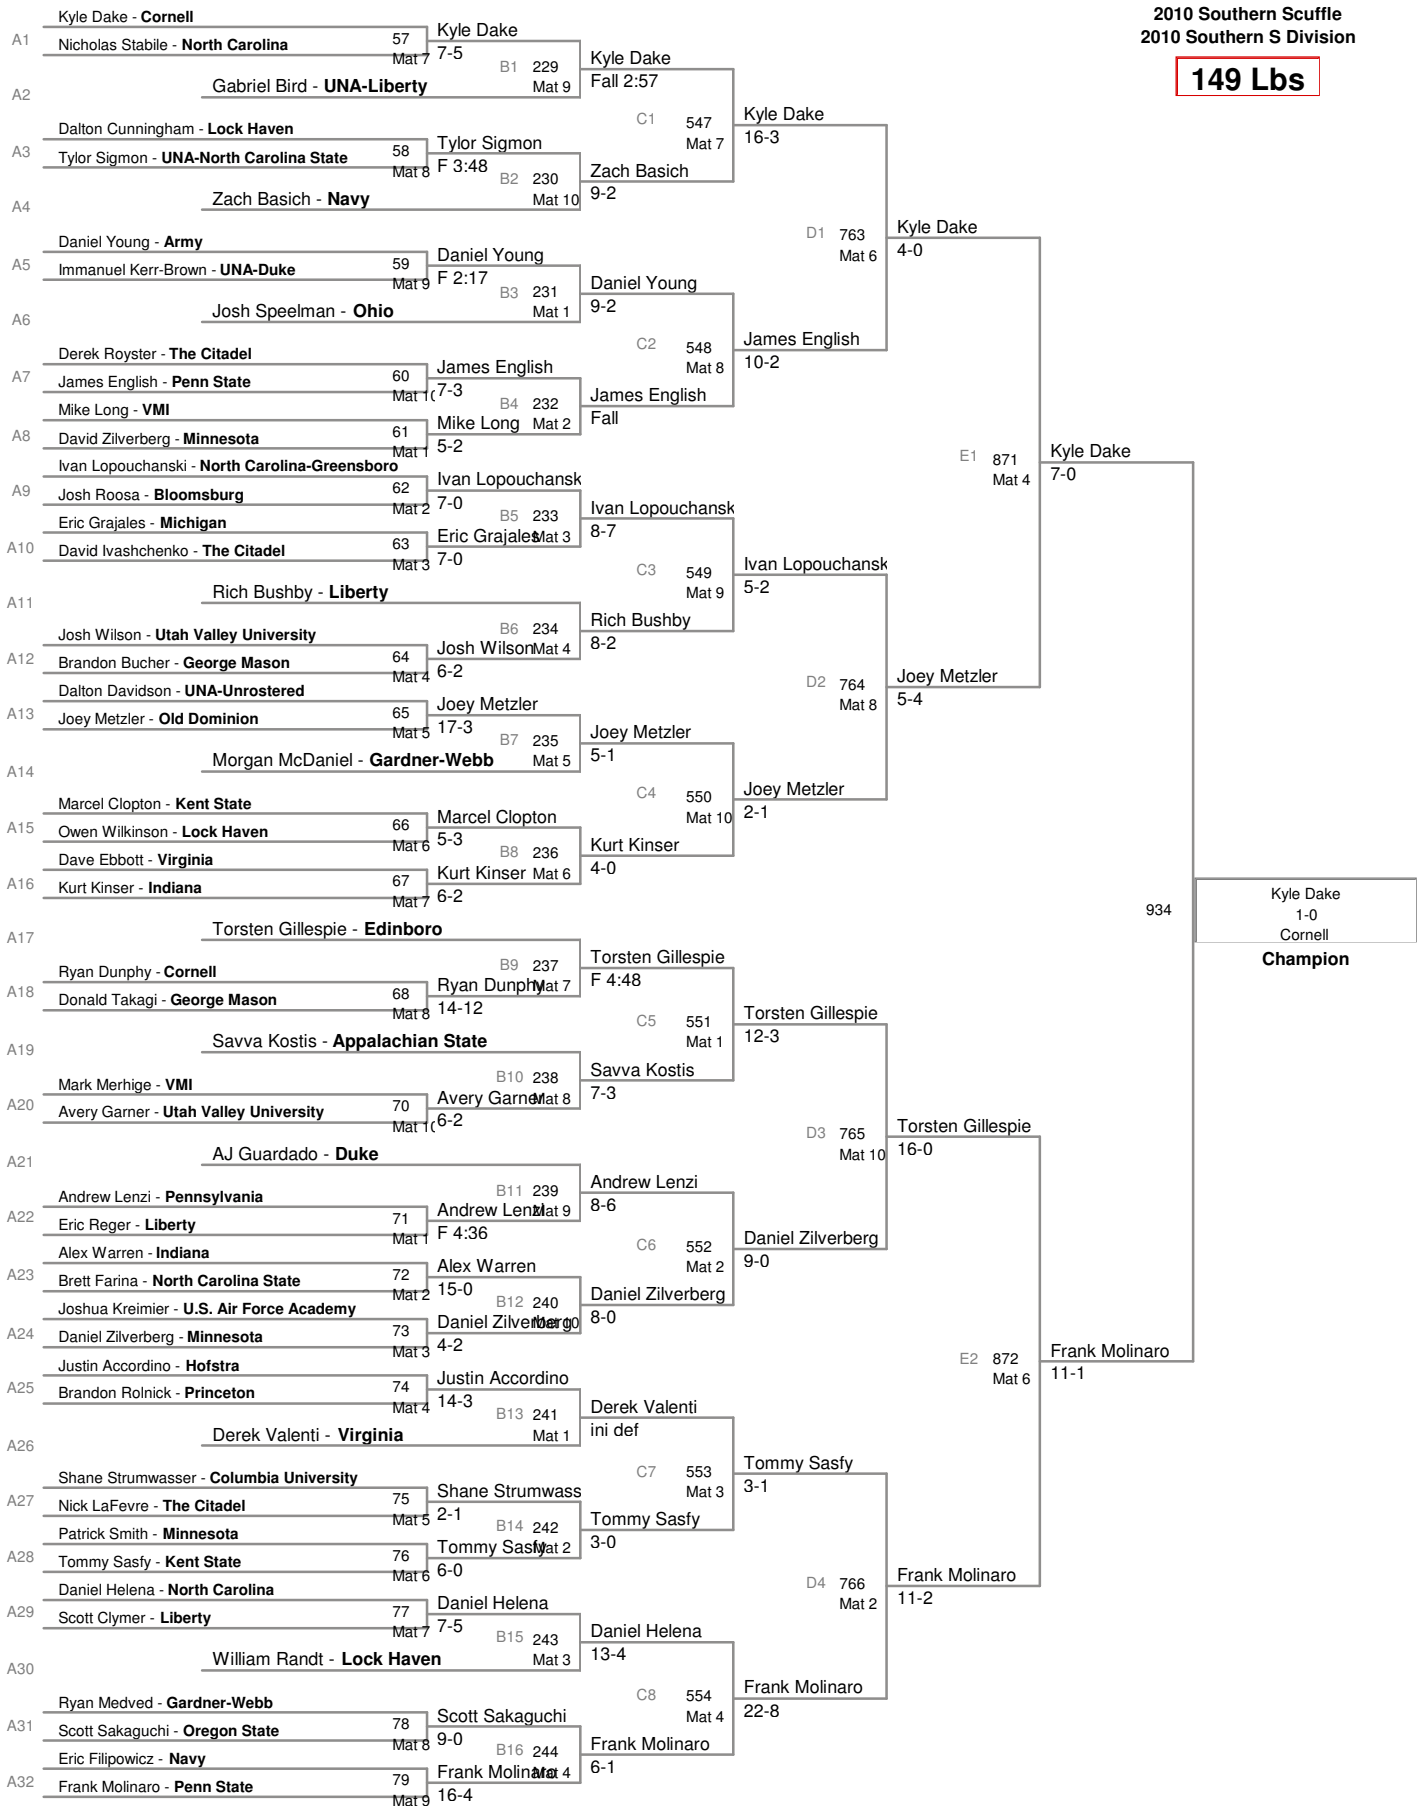 2010 Southern Scuffle
2010 Southern S Division
149 Lbs
Kyle Dake - Cornell
A1
Nicholas Stabile - North Carolina
57
Mat 7
Kyle Dake
7-5
B1
229
Mat 9
Kyle Dake
Fall 2:57
Gabriel Bird - UNA-Liberty
A2
C1
547
Mat 7
Kyle Dake
16-3
Dalton Cunningham - Lock Haven
A3
Tylor Sigmon - UNA-North Carolina State
58
Mat 8
Tylor Sigmon
F 3:48
B2
230
Mat 10
Zach Basich
9-2
Zach Basich - Navy
A4
D1
763
Mat 6
Kyle Dake
4-0
Daniel Young - Army
A5
Immanuel Kerr-Brown - UNA-Duke
59
Mat 9
Daniel Young
F 2:17
B3
231
Mat 1
Daniel Young
9-2
Josh Speelman - Ohio
A6
C2
548
Mat 8
James English
10-2
Derek Royster - The Citadel
A7
James English - Penn State
60
Mat 10
James English
7-3
B4
232
Mat 2
James English
Fall
Mike Long - VMI
A8
David Zilverberg - Minnesota
61
Mat 1
Mike Long
5-2
E1
871
Mat 4
Kyle Dake
7-0
Ivan Lopouchanski - North Carolina-Greensboro
A9
Josh Roosa - Bloomsburg
62
Mat 2
Ivan Lopouchansk
7-0
B5
233
Mat 3
Ivan Lopouchansk
8-7
Eric Grajales - Michigan
A10
David Ivashchenko - The Citadel
63
Mat 3
Eric Grajales
7-0
C3
549
Mat 9
Ivan Lopouchansk
5-2
Rich Bushby - Liberty
A11
B6
234
Mat 4
Rich Bushby
8-2
Josh Wilson - Utah Valley University
A12
Brandon Bucher - George Mason
64
Mat 4
Josh Wilson
6-2
D2
764
Mat 8
Joey Metzler
5-4
Dalton Davidson - UNA-Unrostered
A13
Joey Metzler - Old Dominion
65
Mat 5
Joey Metzler
17-3
B7
235
Mat 5
Joey Metzler
5-1
Morgan McDaniel - Gardner-Webb
A14
C4
550
Mat 10
Joey Metzler
2-1
Marcel Clopton - Kent State
A15
Owen Wilkinson - Lock Haven
66
Mat 6
Marcel Clopton
5-3
B8
236
Mat 6
Kurt Kinser
4-0
Dave Ebbott - Virginia
A16
Kurt Kinser - Indiana
67
Mat 7
Kurt Kinser
6-2
934
Kyle Dake
1-0
Cornell
Champion
Torsten Gillespie - Edinboro
A17
B9
237
Mat 7
Torsten Gillespie
F 4:48
Ryan Dunphy - Cornell
A18
Donald Takagi - George Mason
68
Mat 8
Ryan Dunphy
14-12
C5
551
Mat 1
Torsten Gillespie
12-3
Savva Kostis - Appalachian State
A19
B10
238
Mat 8
Savva Kostis
7-3
Mark Merhige - VMI
A20
Avery Garner - Utah Valley University
70
Mat 10
Avery Garner
6-2
D3
765
Mat 10
Torsten Gillespie
16-0
AJ Guardado - Duke
A21
B11
239
Mat 9
Andrew Lenzi
8-6
Andrew Lenzi - Pennsylvania
A22
Eric Reger - Liberty
71
Mat 1
Andrew Lenzi
F 4:36
C6
552
Mat 2
Daniel Zilverberg
9-0
Alex Warren - Indiana
A23
Brett Farina - North Carolina State
72
Mat 2
Alex Warren
15-0
B12
240
Mat 10
Daniel Zilverberg
8-0
Joshua Kreimier - U.S. Air Force Academy
A24
Daniel Zilverberg - Minnesota
73
Mat 3
Daniel Zilverberg
4-2
E2
872
Mat 6
Frank Molinaro
11-1
Justin Accordino - Hofstra
A25
Brandon Rolnick - Princeton
74
Mat 4
Justin Accordino
14-3
B13
241
Mat 1
Derek Valenti
ini def
Derek Valenti - Virginia
A26
C7
553
Mat 3
Tommy Sasfy
3-1
Shane Strumwasser - Columbia University
A27
Nick LaFevre - The Citadel
75
Mat 5
Shane Strumwass
2-1
B14
242
Mat 2
Tommy Sasfy
3-0
Patrick Smith - Minnesota
A28
Tommy Sasfy - Kent State
76
Mat 6
Tommy Sasfy
6-0
D4
766
Mat 2
Frank Molinaro
11-2
Daniel Helena - North Carolina
A29
Scott Clymer - Liberty
77
Mat 7
Daniel Helena
7-5
B15
243
Mat 3
Daniel Helena
13-4
William Randt - Lock Haven
A30
C8
554
Mat 4
Frank Molinaro
22-8
Ryan Medved - Gardner-Webb
A31
Scott Sakaguchi - Oregon State
78
Mat 8
Scott Sakaguchi
9-0
B16
244
Mat 4
Frank Molinaro
6-1
Eric Filipowicz - Navy
A32
Frank Molinaro - Penn State
79
Mat 9
Frank Molinaro
16-4